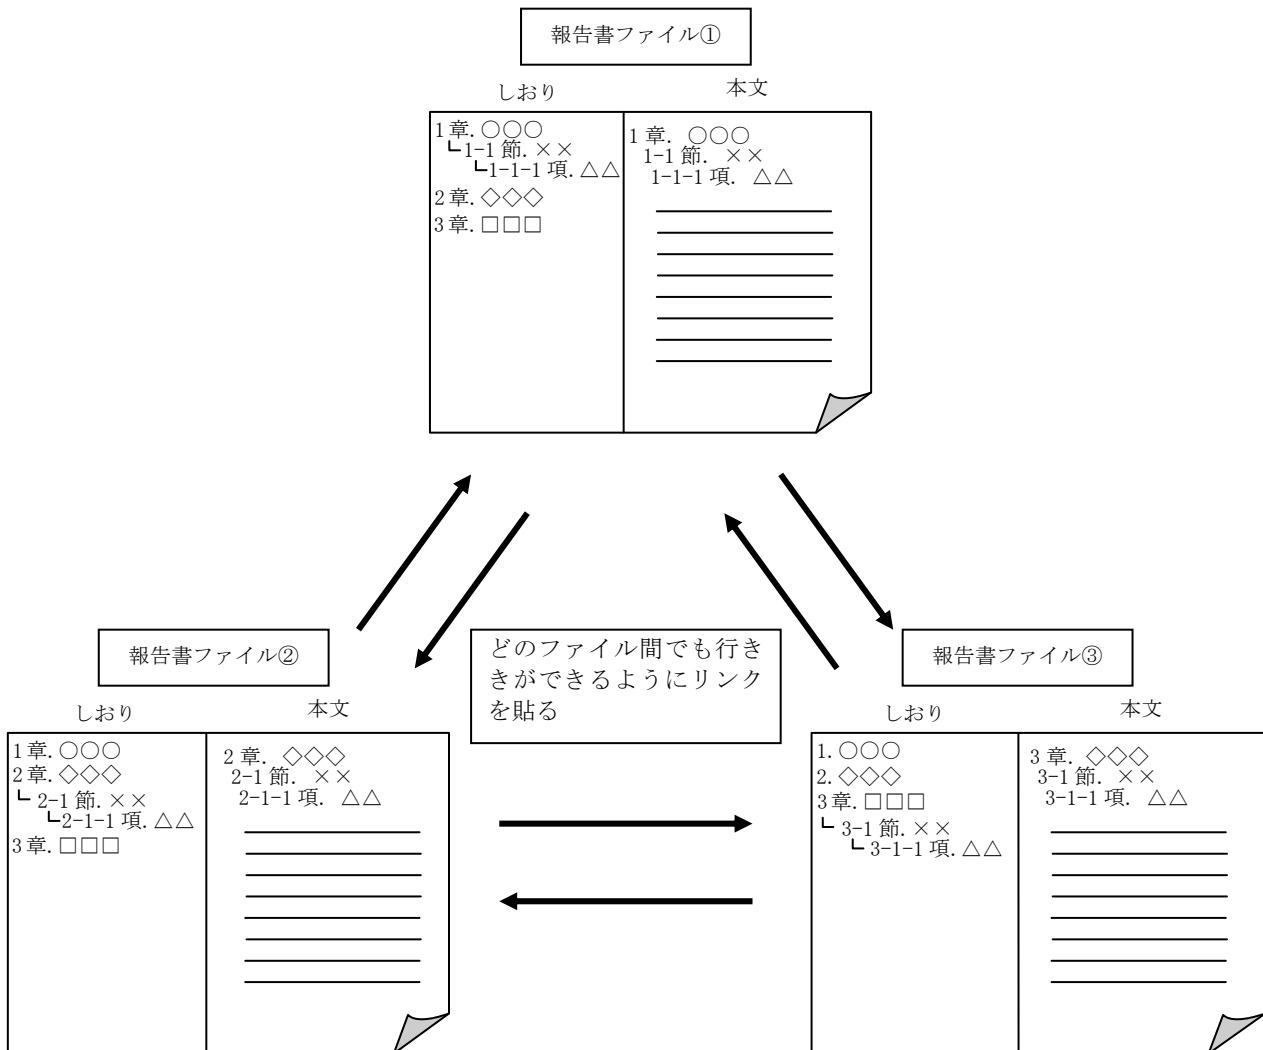 報告書ファイル①
しおり
本文
1章.○○○
┗1-1節.××
┗1-1-1項.△△
2章.◇◇◇
3章.□□□
1章. ○○○
1-1節. ××
1-1-1項. △△
報告書ファイル②
しおり
本文
1章.○○○
2章.◇◇◇
┗ 2-1節.××
┗2-1-1項.△△
3章.□□□
2章. ◇◇◇
2-1節. ××
2-1-1項. △△
どのファイル間でも行き
きができるようにリンク
を貼る
報告書ファイル③
しおり
本文
1.○○○
2.◇◇◇
3章.□□□
┗ 3-1節.××
┗ 3-1-1項.△△
3章. ◇◇◇
3-1節. ××
3-1-1項. △△